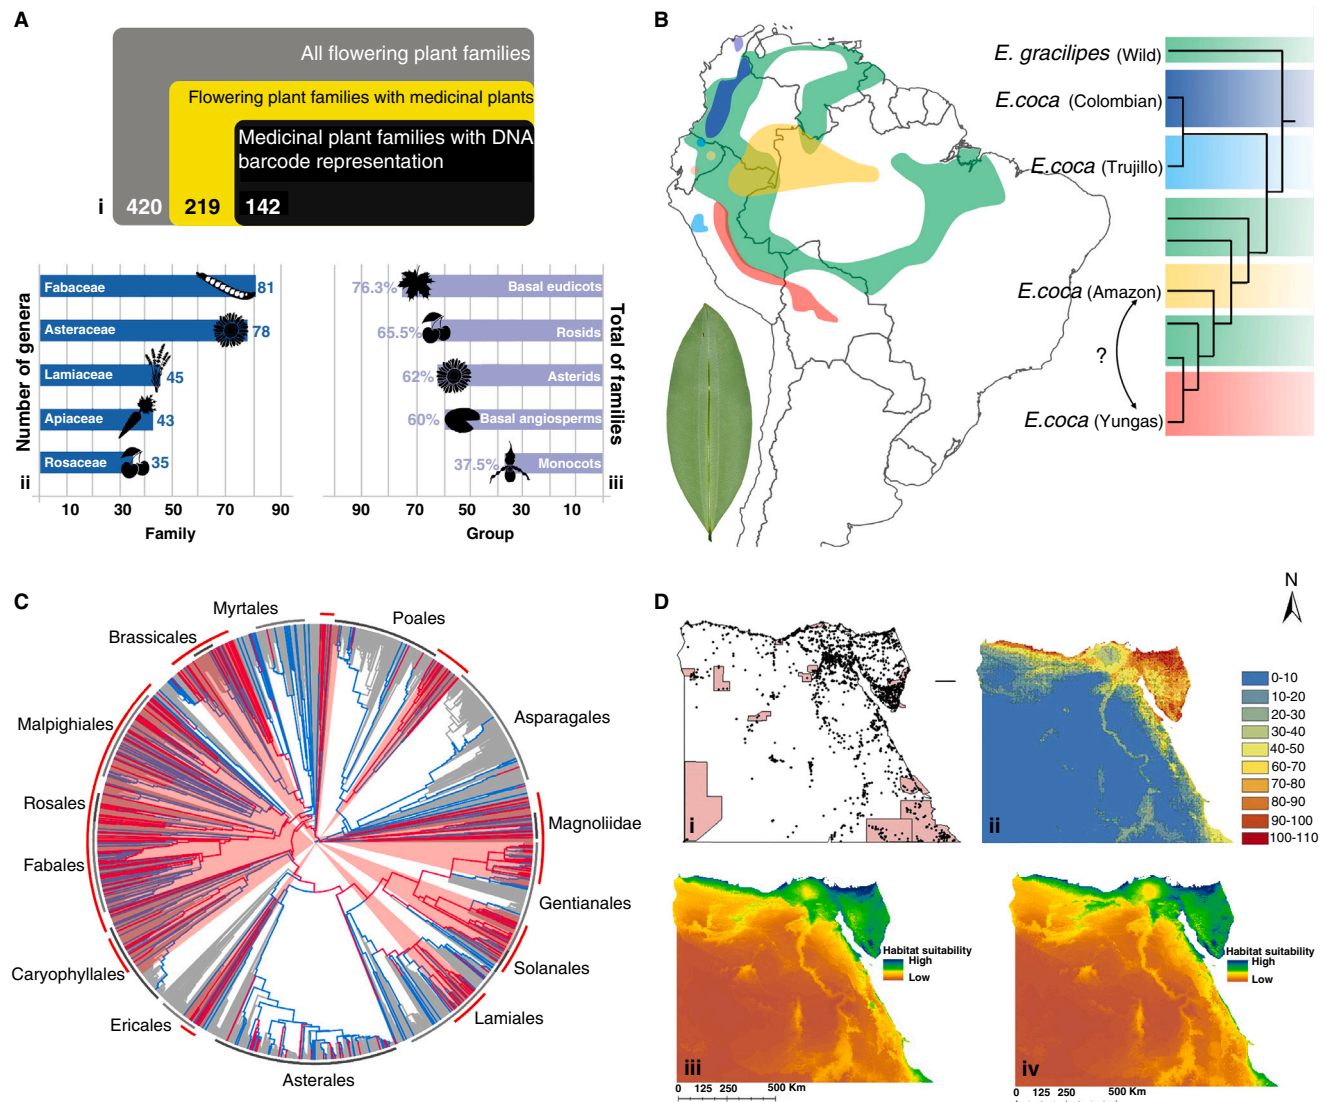 A
All flowering plant families
Flowering plant families with medicinal plants
Medicinal plant families with DNA
barcode representation
i
420
219
142
Number of genera
Fabaceae
81
Asteraceae
78
Lamiaceae
45
Apiaceae
43
Rosaceae
35
ii
10
30
50
70
90
Family
76.3%
Basal eudicots
65.5%
Rosids
62%
Asterids
60%
Basal angiosperms
37.5%
Monocots
Total of families
iii
90
70
50
30
10
Group
B
E. gracilipes (Wild)
E.coca (Colombian)
E.coca (Trujillo)
E.coca (Amazon)
?
E.coca (Yungas)
C
Myrtales
Poales
Brassicales
Asparagales
Malpighiales
Rosales
Magnoliidae
Fabales
Gentianales
Caryophyllales
Solanales
Ericales
Lamiales
Asterales
D
N
i
ii
0-10
10-20
20-30
30-40
40-50
60-70
70-80
80-90
90-100
100-110
Habitat suitability
High
Low
iii
0 125 250 500 Km
Habitat suitability
High
Low
iv
0 125 250 500 Km